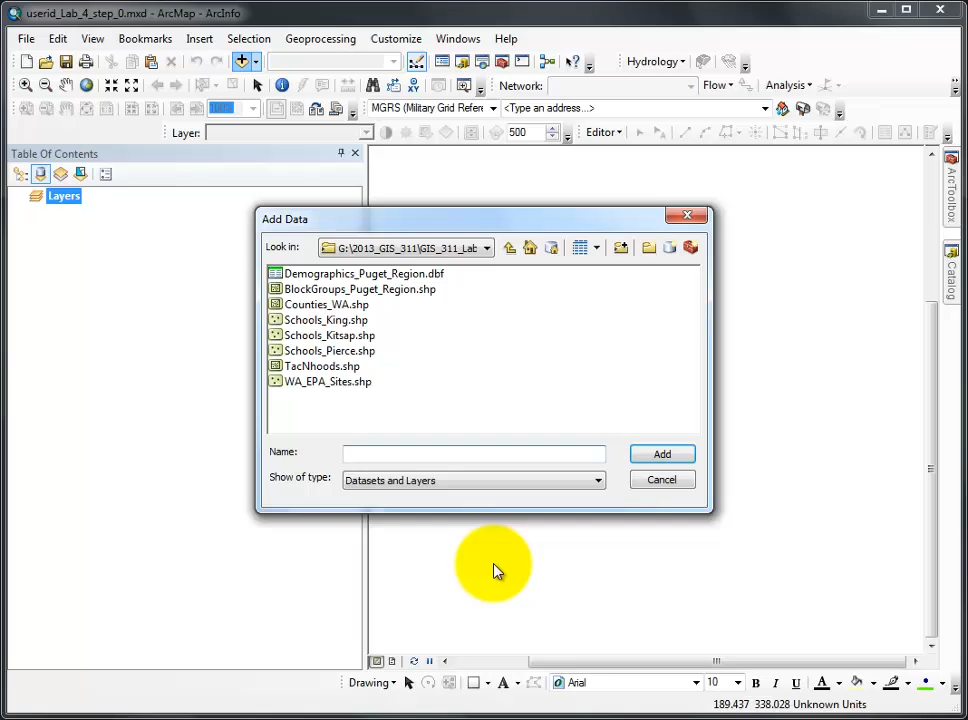 userid_Lab_4_step_0.mxd - ArcMap - ArcInfo
File Edit View Bookmarks Insert Selection Geoprocessing Customize Windows Help
Hydrology
Network: Flow Analysis
MGRS (Military Grid Refere <Type an address...>
Layer: 500 Editor
Table Of Contents
Layers
ArcToolbox
Catalog
Add Data
Look in: G:\2013_GIS_311\GIS_311_Lab
Demographics_Puget_Region.dbf
BlockGroups_Puget_Region.shp
Counties_WA.shp
Schools_King.shp
Schools_Kitsap.shp
Schools_Pierce.shp
TacNhoods.shp
WA_EPA_Sites.shp
Name: Add
Show of type: Datasets and Layers Cancel
Drawing A Arial 10 B I U A
189.437 338.028 Unknown Units